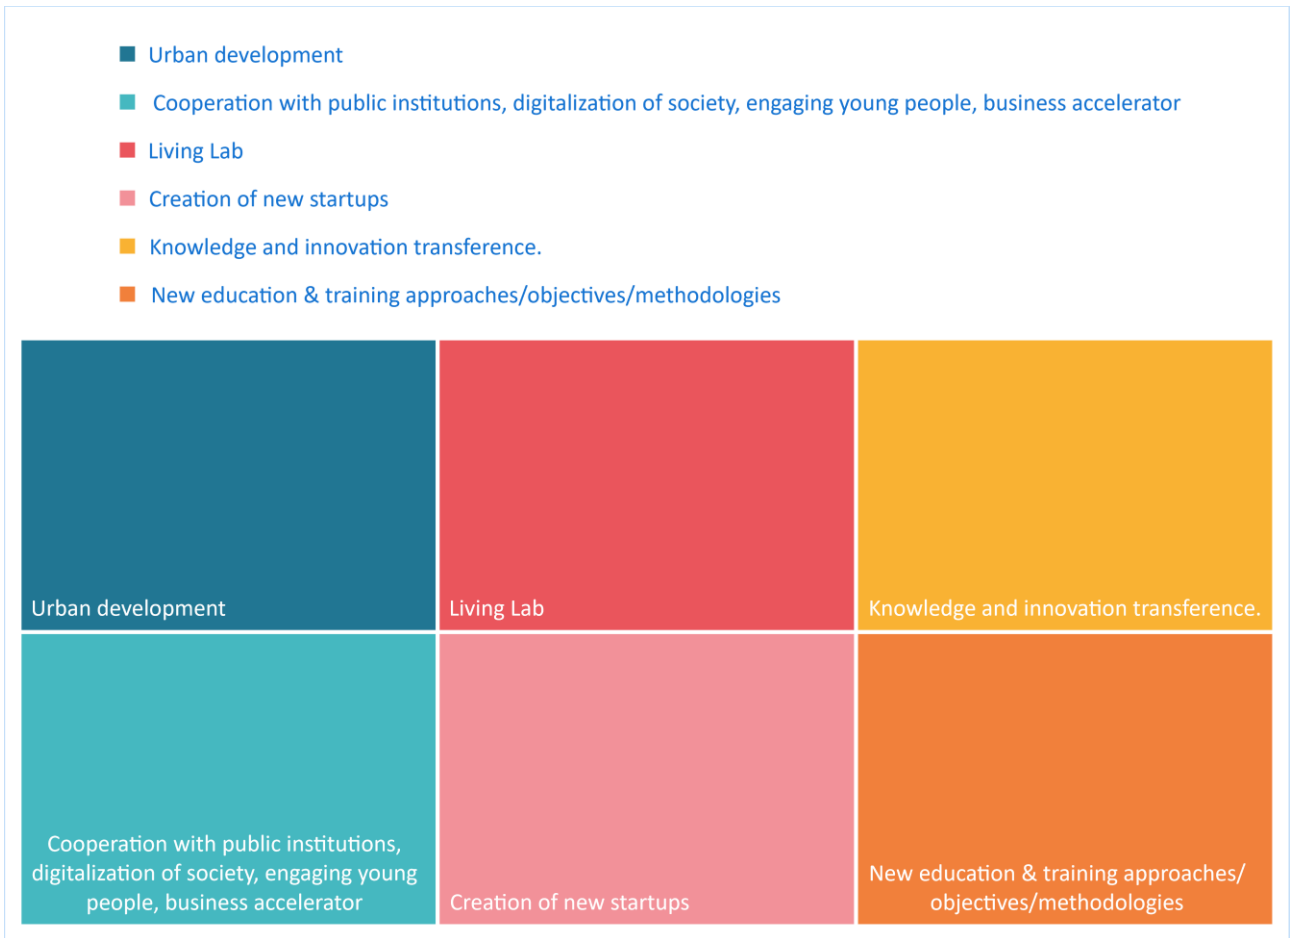 Urban development
Cooperation with public institutions, digitalization of society, engaging young people, business accelerator
Living Lab
Creation of new startups
Knowledge and innovation transference.
New education & training approaches/objectives/methodologies
Urban development
Living Lab
Knowledge and innovation transference.
Cooperation with public institutions,
digitalization of society, engaging young
people, business accelerator
Creation of new startups
New education & training approaches/
objectives/methodologies